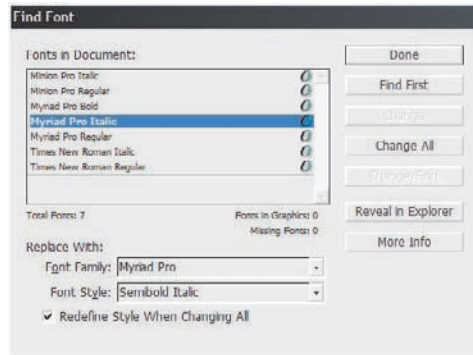 Find Font
Fonts in Document:
Minion Pro Italic
Minion Pro Regular
Myriad Pro Bold
Myriad Pro Italic
Myriad Pro Regular
Times New Roman Italic
Times New Roman Regular
Total Fonts: 7
Fonts in Graphics: 0
Missing Fonts: 0
Replace With:
Font Family: Myriad Pro
Font Style: Semibold Italic
Redefine Style When Changing All
Done
Find First
Change
Change All
Change/Find
Reveal in Explorer
More Info